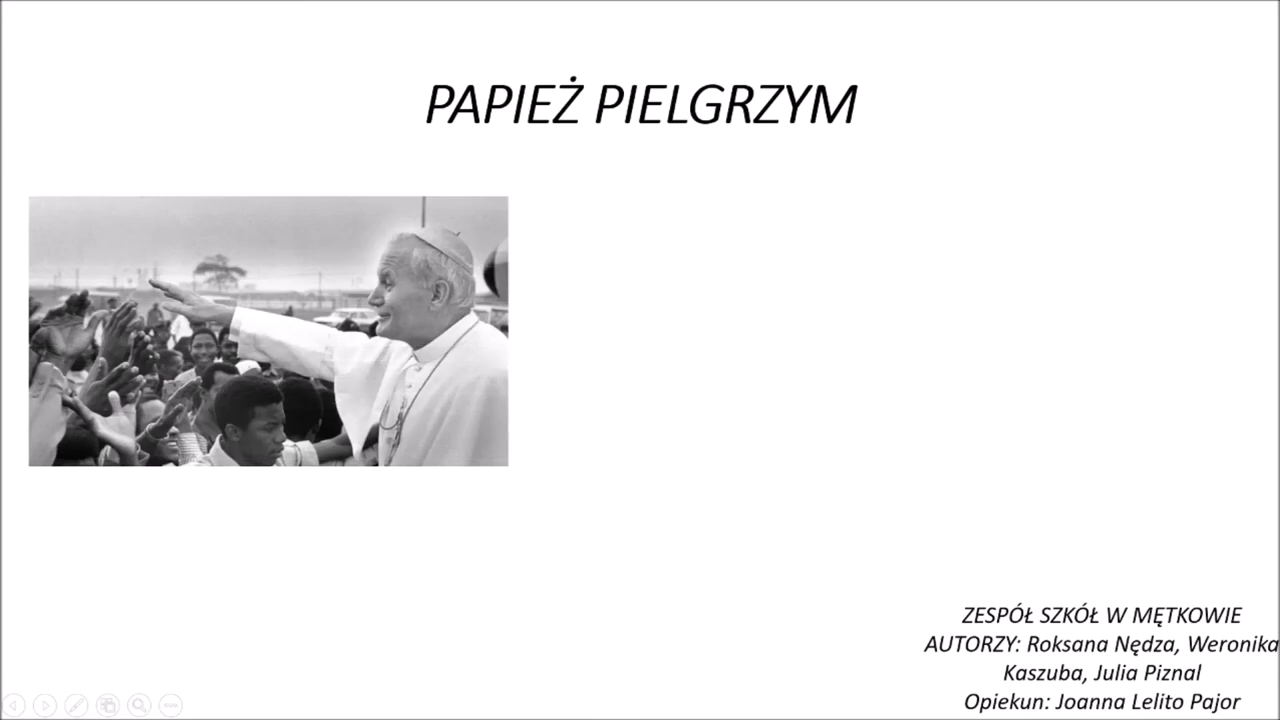 PAPIEŻ PIELGRZYM
ZESPÓŁ SZKÓŁ W MĘTKOWIE
AUTORZY: Roksana Nędza, Weronika
Kaszuba, Julia Piznal
Opiekun: Joanna Lelito Pajor